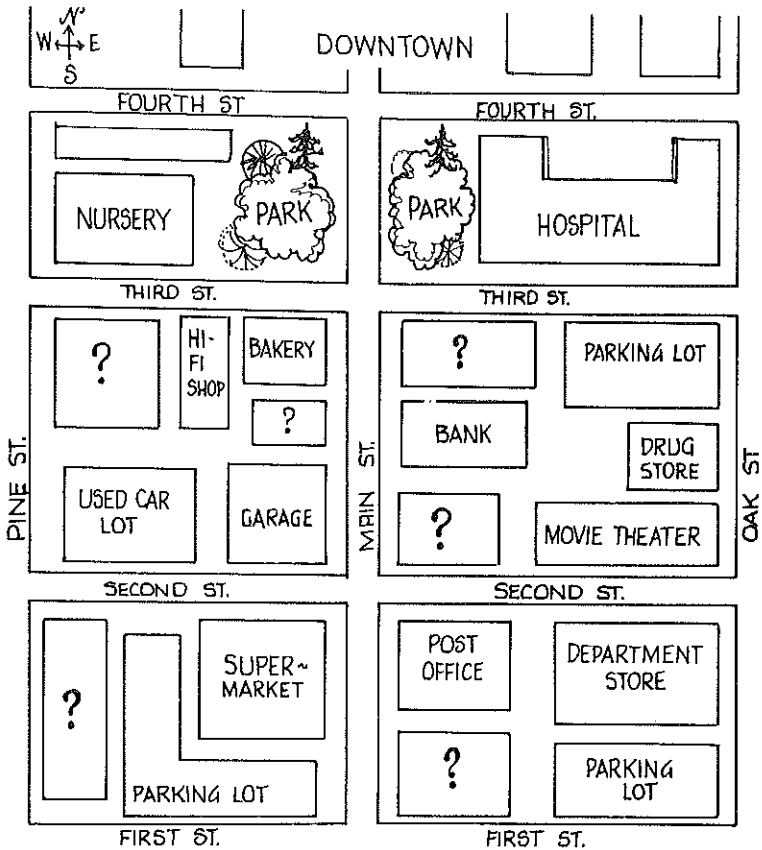 N
W E
S
DOWNTOWN
FOURTH ST
FOURTH ST.
NURSERY
PARK
PARK
HOSPITAL
THIRD ST.
THIRD ST.
?
HI-
FI
SHOP
BAKERY
?
USED CAR
LOT
GARAGE
?
PARKING LOT
BANK
DRUG
STORE
?
MOVIE THEATER
PINE ST.
MAIN ST.
OAK ST
SECOND ST.
SECOND ST.
?
SUPER~
MARKET
PARKING LOT
POST
OFFICE
DEPARTMENT
STORE
?
PARKING
LOT
FIRST ST.
FIRST ST.